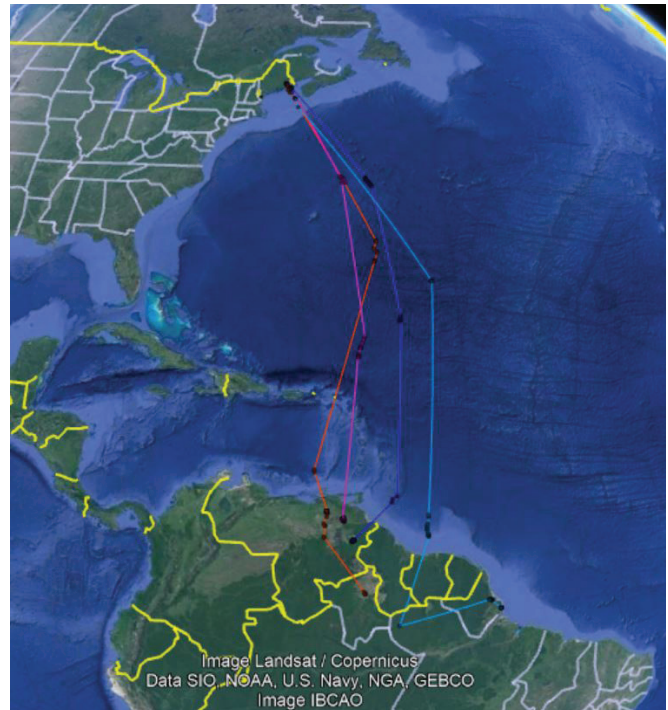 Image Landsat / Copernicus
Data SIO, NOAA, U.S. Navy, NGA, GEBCO
Image IBCAO